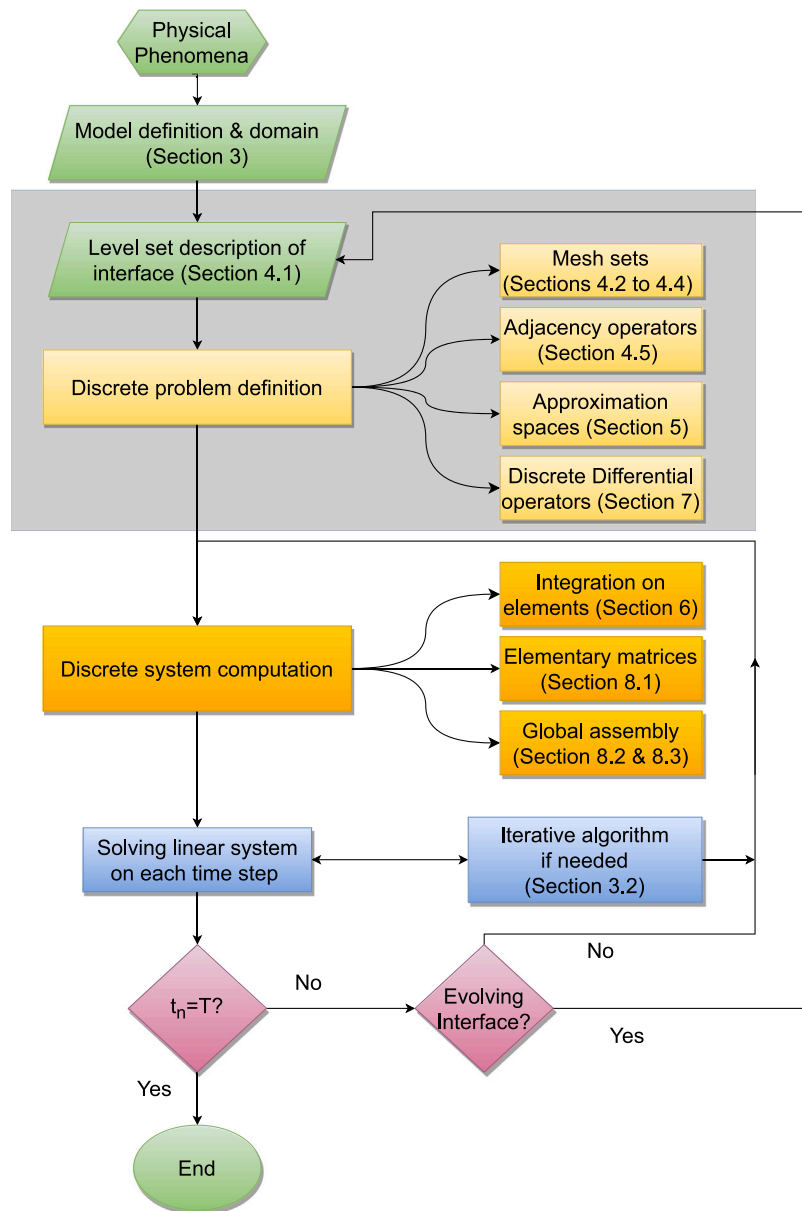 Physical
Phenomena
Model definition & domain
(Section 3)
Level set description of
interface (Section 4.1)
Mesh sets
(Sections 4.2 to 4.4)
Adjacency operators
(Section 4.5)
Discrete problem definition
Approximation
spaces (Section 5)
Discrete Differential
operators (Section 7)
Integration on
elements (Section 6)
Discrete system computation
Elementary matrices
(Section 8.1)
Global assembly
(Section 8.2 & 8.3)
Solving linear system
on each time step
Iterative algorithm
if needed
(Section 3.2)
No
tn=T?
No
Evolving
Interface?
Yes
Yes
End